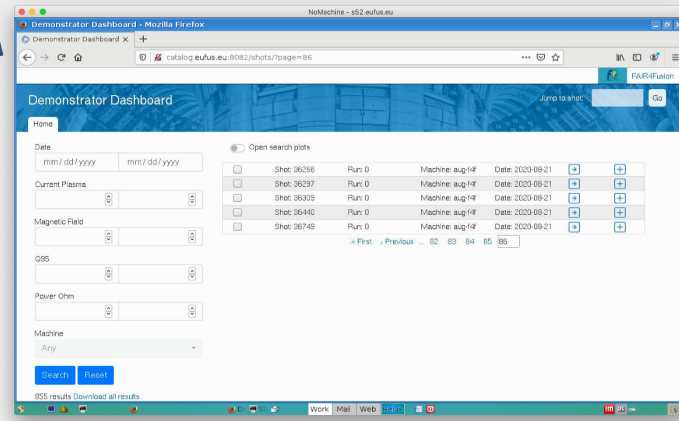 NoMachine - s52.eufus.eu
Demonstrator Dashboard - Mozilla Firefox
Demonstrator Dashboard
catalog.eufus.eu:8082/shots/?page=86
FAIR4Fusion
Demonstrator Dashboard
Jump to shot:
Go
Home
Date
mm / dd / yyyy mm / dd / yyyy
Current Plasma
Magnetic Field
Q95
Power Ohm
Machine
Any
Search Reset
855 results Download all results
Open search plots
Shot: 36266 Run: 0 Machine: aug-f4f Date: 2020-08-21
Shot: 36297 Run: 0 Machine: aug-f4f Date: 2020-08-21
Shot: 36309 Run: 0 Machine: aug-f4f Date: 2020-08-21
Shot: 36440 Run: 0 Machine: aug-f4f Date: 2020-08-21
Shot: 36749 Run: 0 Machine: aug-f4f Date: 2020-08-21
« First ‹ Previous ... 82 83 84 85 86
Work Mail Web